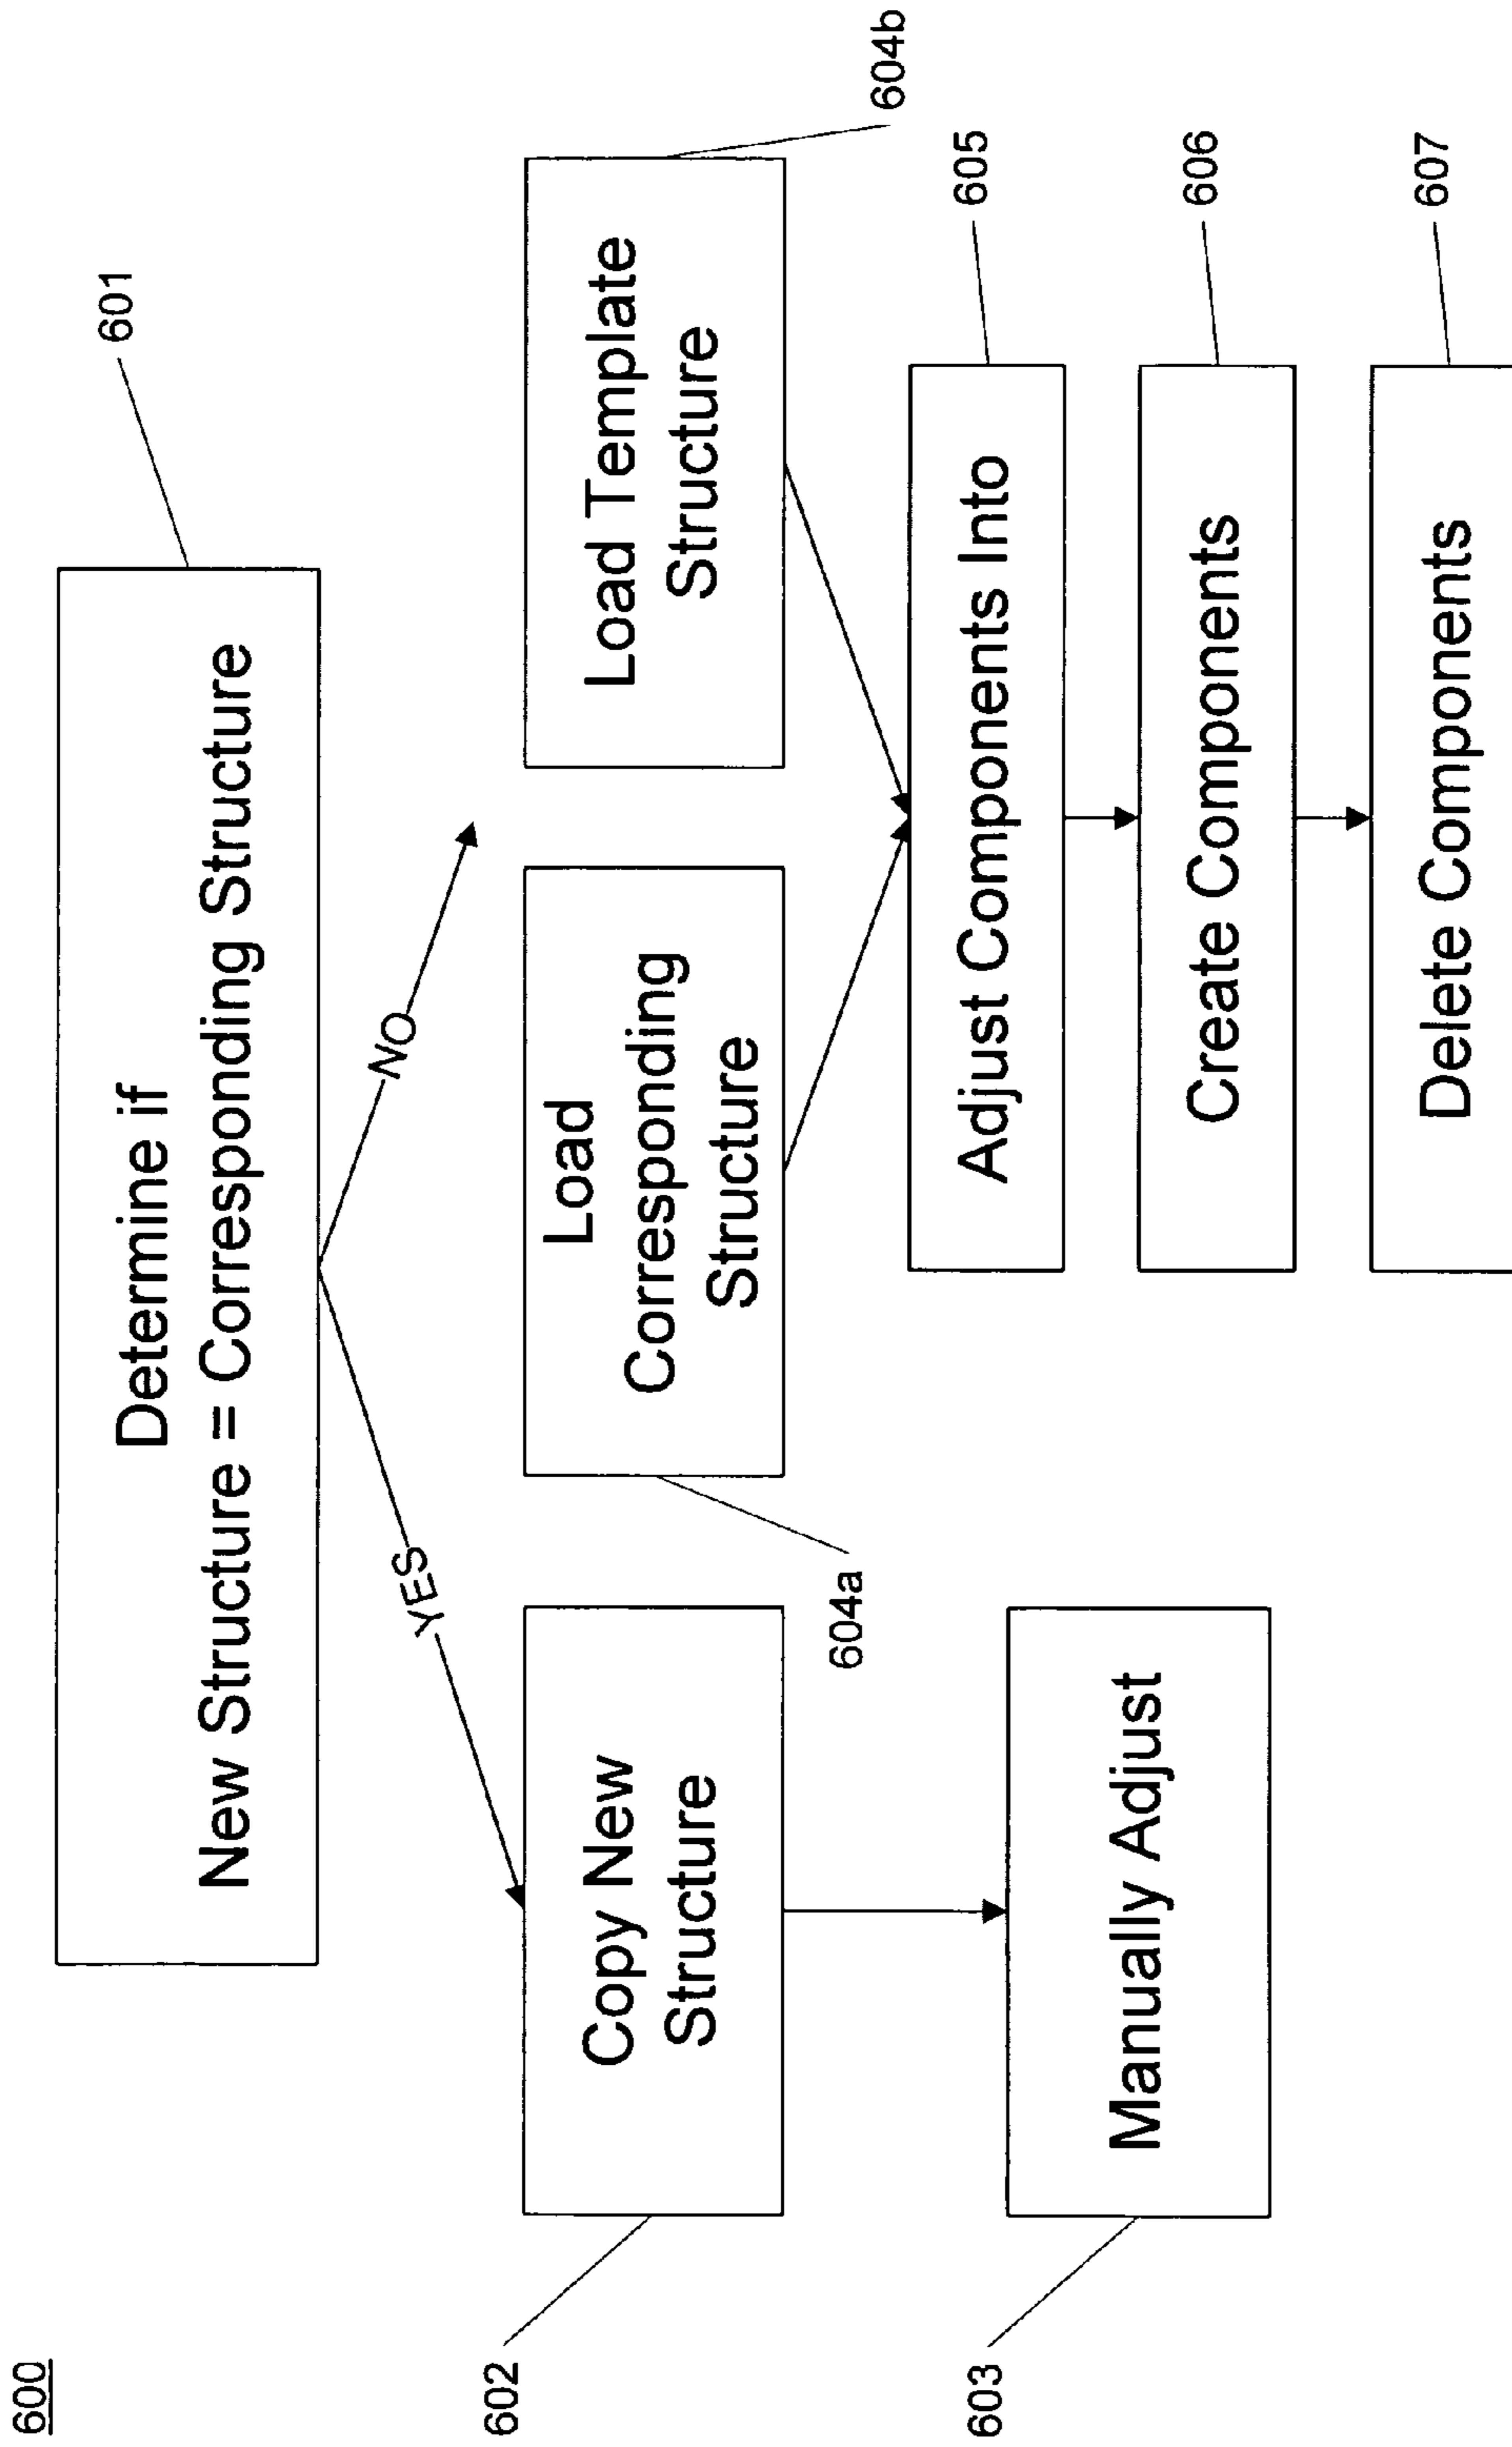 600
601
Determine if
New Structure = Corresponding Structure
YES
NO
602
Copy New
Structure
604a
Load
Corresponding
Structure
604b
Load Template
Structure
603
Manually Adjust
605
Adjust Components Into
606
Create Components
607
Delete Components